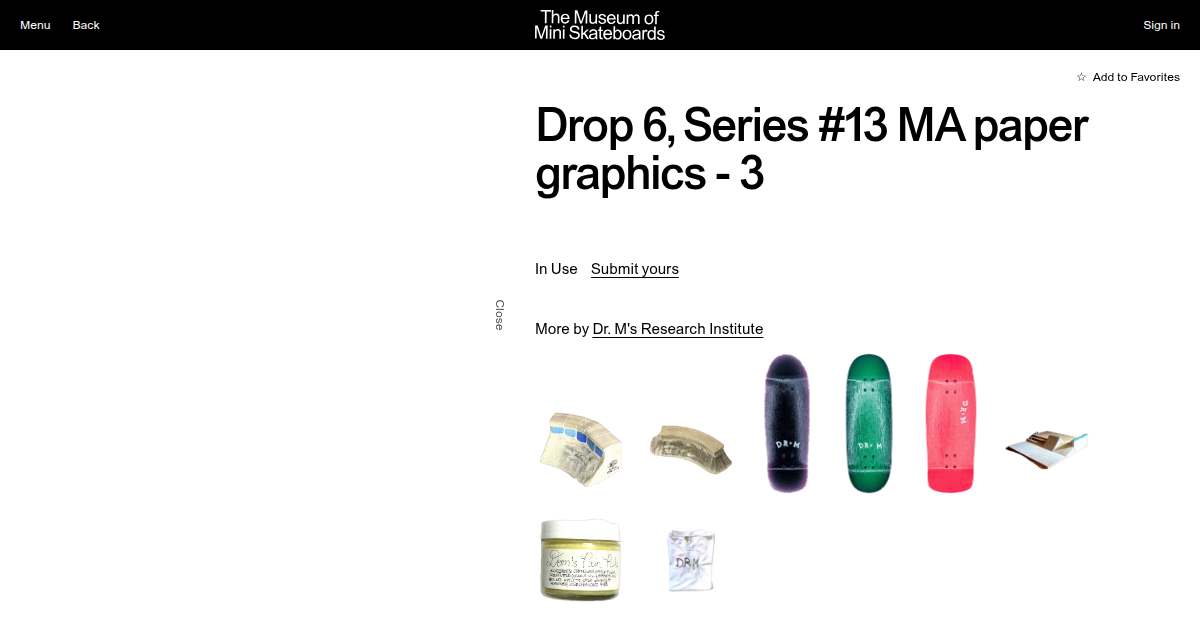 Menu
Back
The Museum of
Mini Skateboards
Sign in
☆ Add to Favorites
Drop 6, Series #13 MA paper
graphics - 3
In Use Submit yours
Close
More by Dr. M's Research Institute
DR·M
DR·M
DR·M
DRM